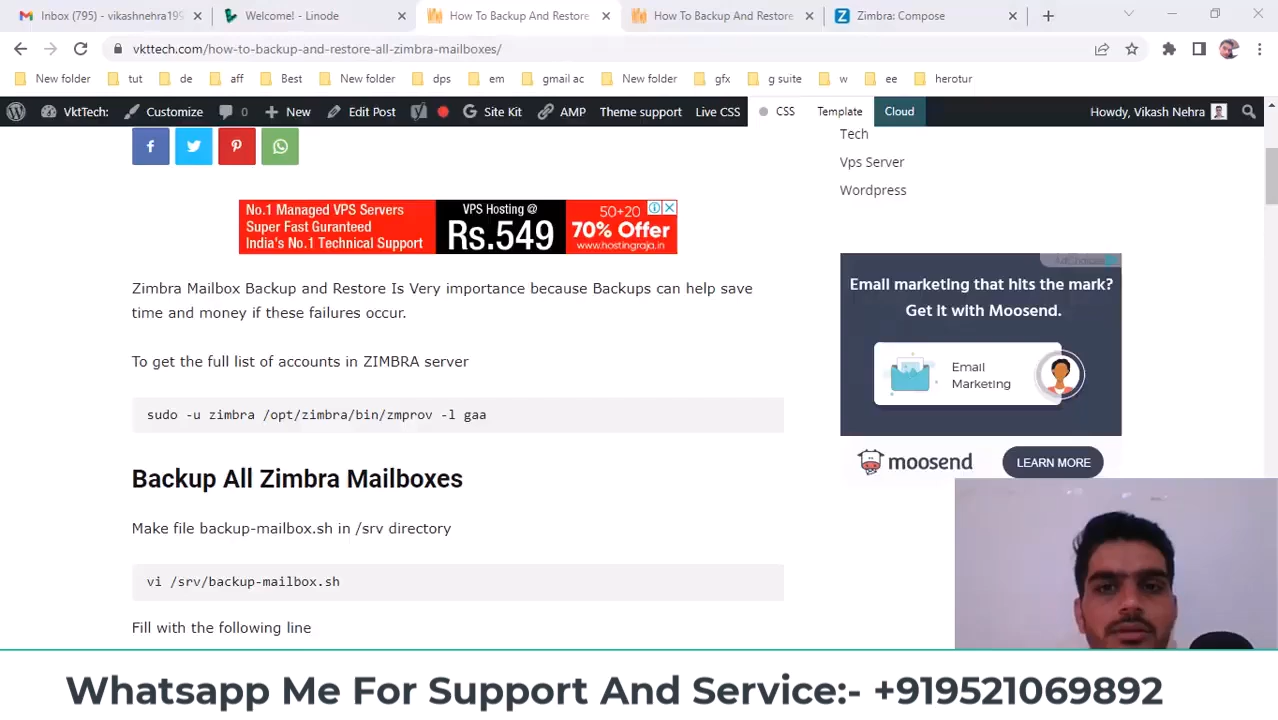 Inbox (795) - vikashnehra199
Welcome! - Linode
How To Backup And Restore
How To Backup And Restore
Zimbra: Compose
vkttech.com/how-to-backup-and-restore-all-zimbra-mailboxes/
New folder
tut
de
aff
Best
New folder
dps
em
gmail ac
New folder
gfx
g suite
w
ee
herotur
VktTech:
Customize
0
New
Edit Post
Site Kit
AMP
Theme support
Live CSS
CSS
Template
Cloud
Howdy, Vikash Nehra
Tech
Vps Server
Wordpress
No.1 Managed VPS Servers
Super Fast Guranteed
India's No.1 Technical Support
VPS Hosting @
Rs.549
50+20
70% Offer
www.hostingraja.in
Zimbra Mailbox Backup and Restore Is Very importance because Backups can help save
time and money if these failures occur.
To get the full list of accounts in ZIMBRA server
sudo -u zimbra /opt/zimbra/bin/zmprov -l gaa
Backup All Zimbra Mailboxes
Make file backup-mailbox.sh in /srv directory
vi /srv/backup-mailbox.sh
Fill with the following line
Email marketing that hits the mark?
Get it with Moosend.
Email
Marketing
moosend
LEARN MORE
Whatsapp Me For Support And Service:- +919521069892